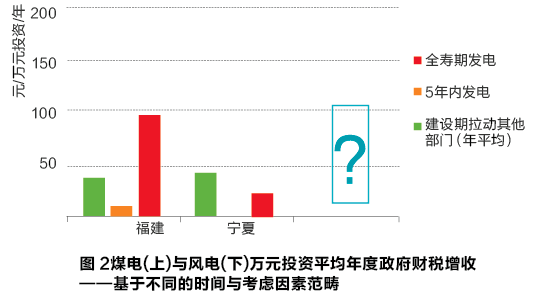 元/万元投资/年
200
150
100
50
福建
宁夏
?
全寿期发电
5年内发电
建设期拉动其他
部门（年平均）
图 2煤电(上)与风电(下)万元投资平均年度政府财税增收
——基于不同的时间与考虑因素范畴